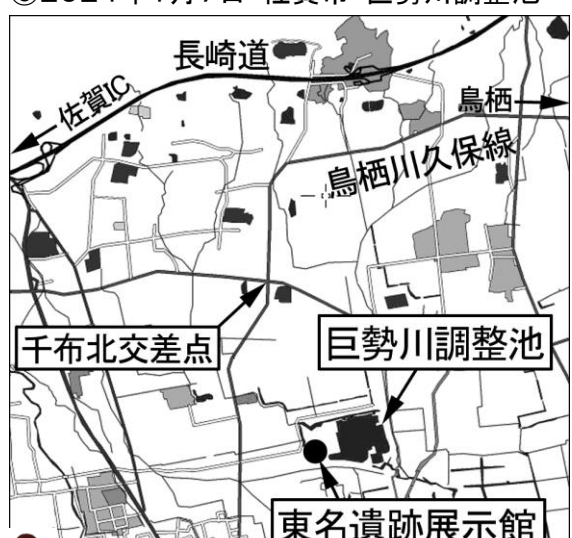 長崎道
佐賀IC
鳥栖
鳥栖川久保線
千布北交差点
巨勢川調整池
東名遺跡展示館